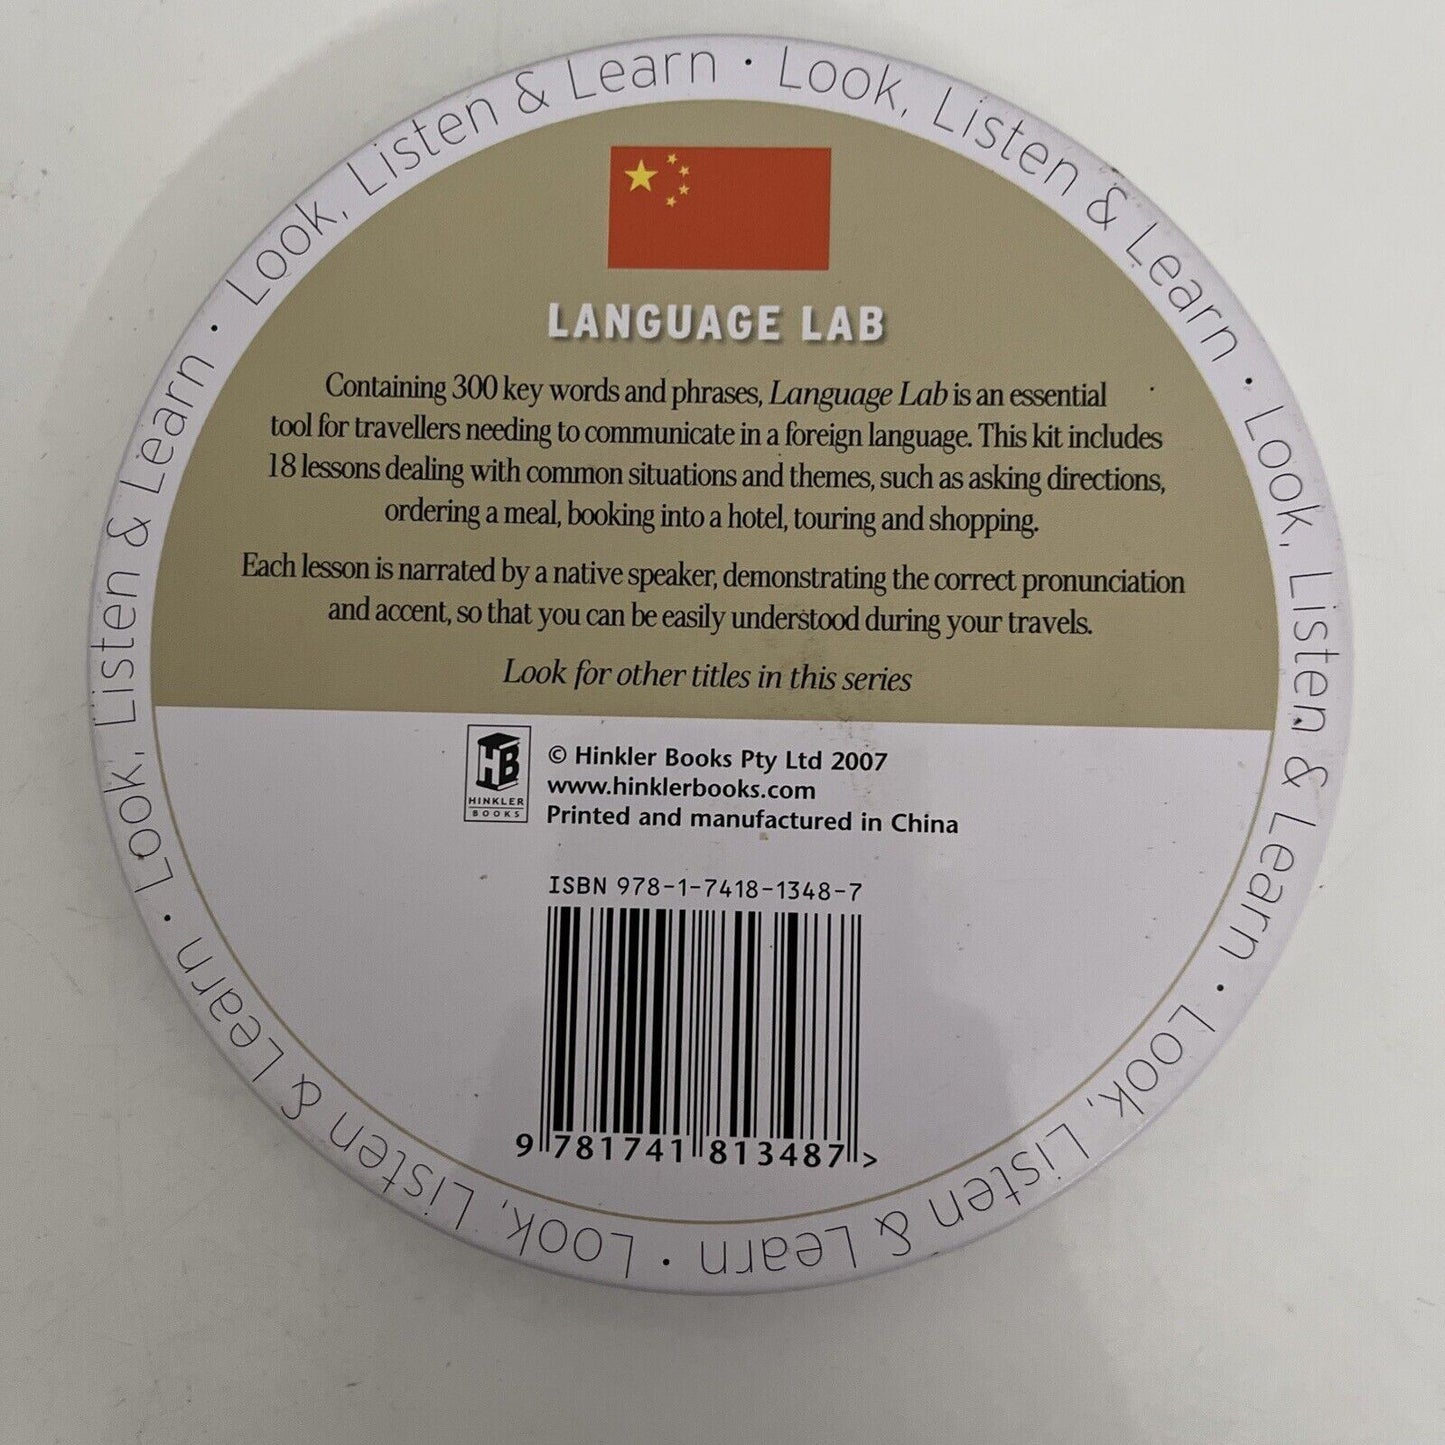 Look, Listen & Learn · Look, Listen & Learn · Look, Listen & Learn · Look, Listen & Learn · Look, Listen & Learn · Look, Listen & Learn ·
LANGUAGE LAB
Containing 300 key words and phrases, Language Lab is an essential
tool for travellers needing to communicate in a foreign language. This kit includes
18 lessons dealing with common situations and themes, such as asking directions,
ordering a meal, booking into a hotel, touring and shopping.
Each lesson is narrated by a native speaker, demonstrating the correct pronunciation
and accent, so that you can be easily understood during your travels.
Look for other titles in this series
HB
HINKLER
BOOKS
© Hinkler Books Pty Ltd 2007
www.hinklerbooks.com
Printed and manufactured in China
ISBN 978-1-7418-1348-7
9 781741 813487 >